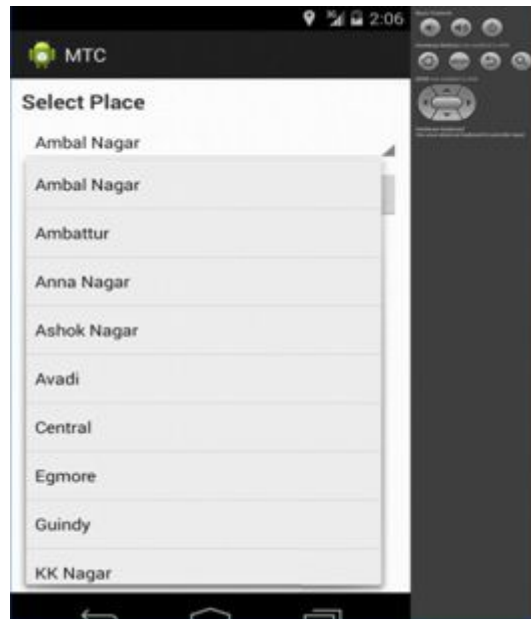 3G 2:06
MTC
Select Place
Ambal Nagar
Ambal Nagar
Ambattur
Anna Nagar
Ashok Nagar
Avadi
Central
Egmore
Guindy
KK Nagar